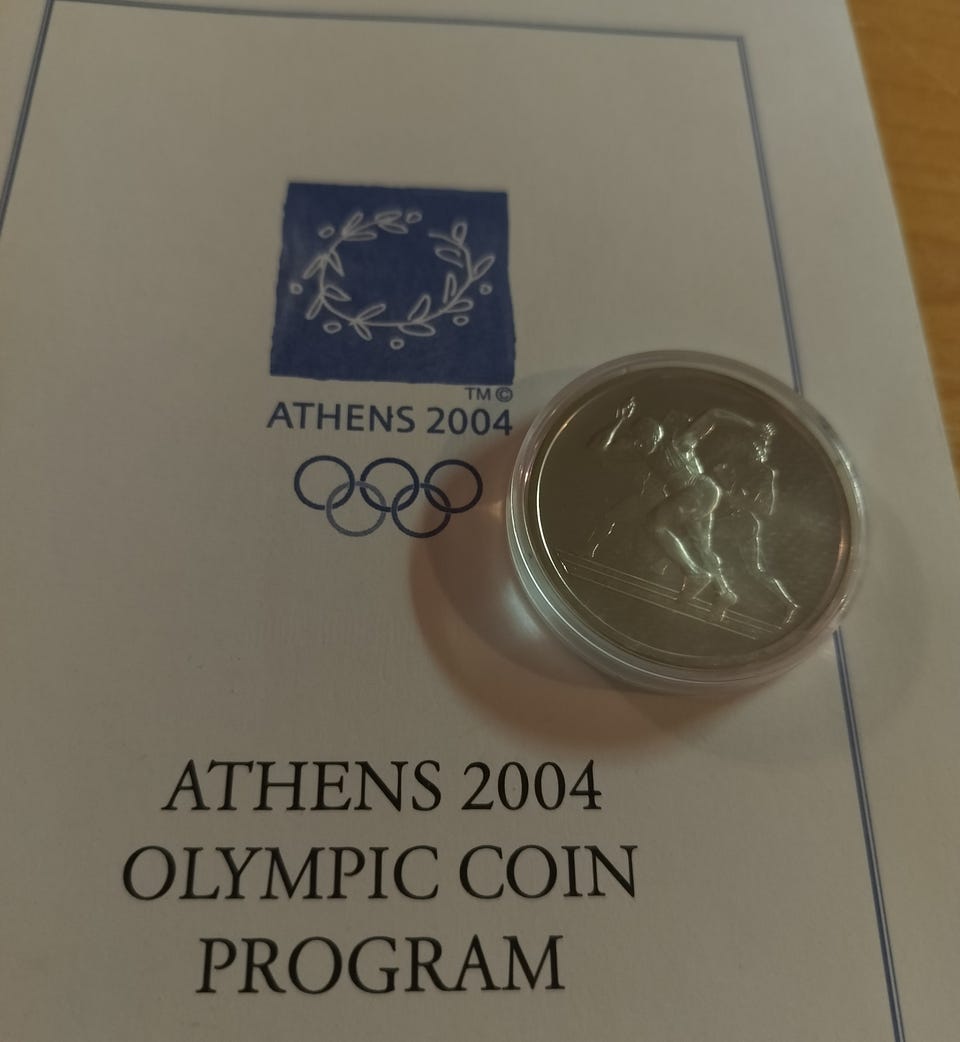 TM©
ATHENS 2004
ATHENS 2004
OLYMPIC COIN
PROGRAM